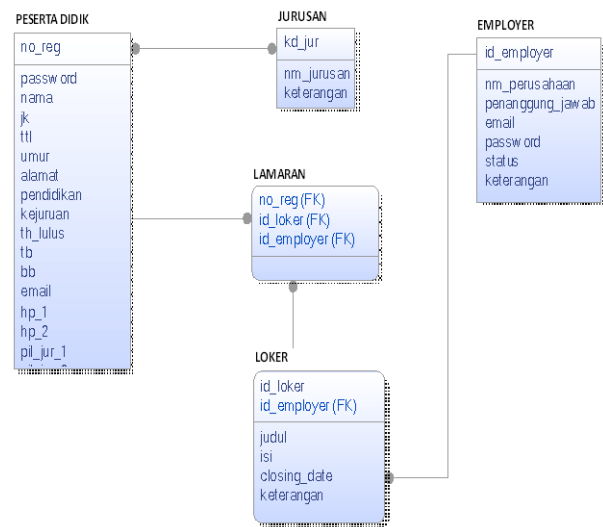 PESERTA DIDIK
no_reg
password
nama
jk
ttl
umur
alamat
pendidikan
kejuruan
th_lulus
tb
bb
email
hp_1
hp_2
pil_jur_1
JURUSAN
kd_jur
nm_jurusan
keterangan
EMPLOYER
id_employer
nm_perusahaan
penanggung_jawab
email
password
status
keterangan
LAMARAN
no_reg (FK)
id_loker (FK)
id_employer (FK)
LOKER
id_loker
id_employer (FK)
judul
isi
closing_date
keterangan